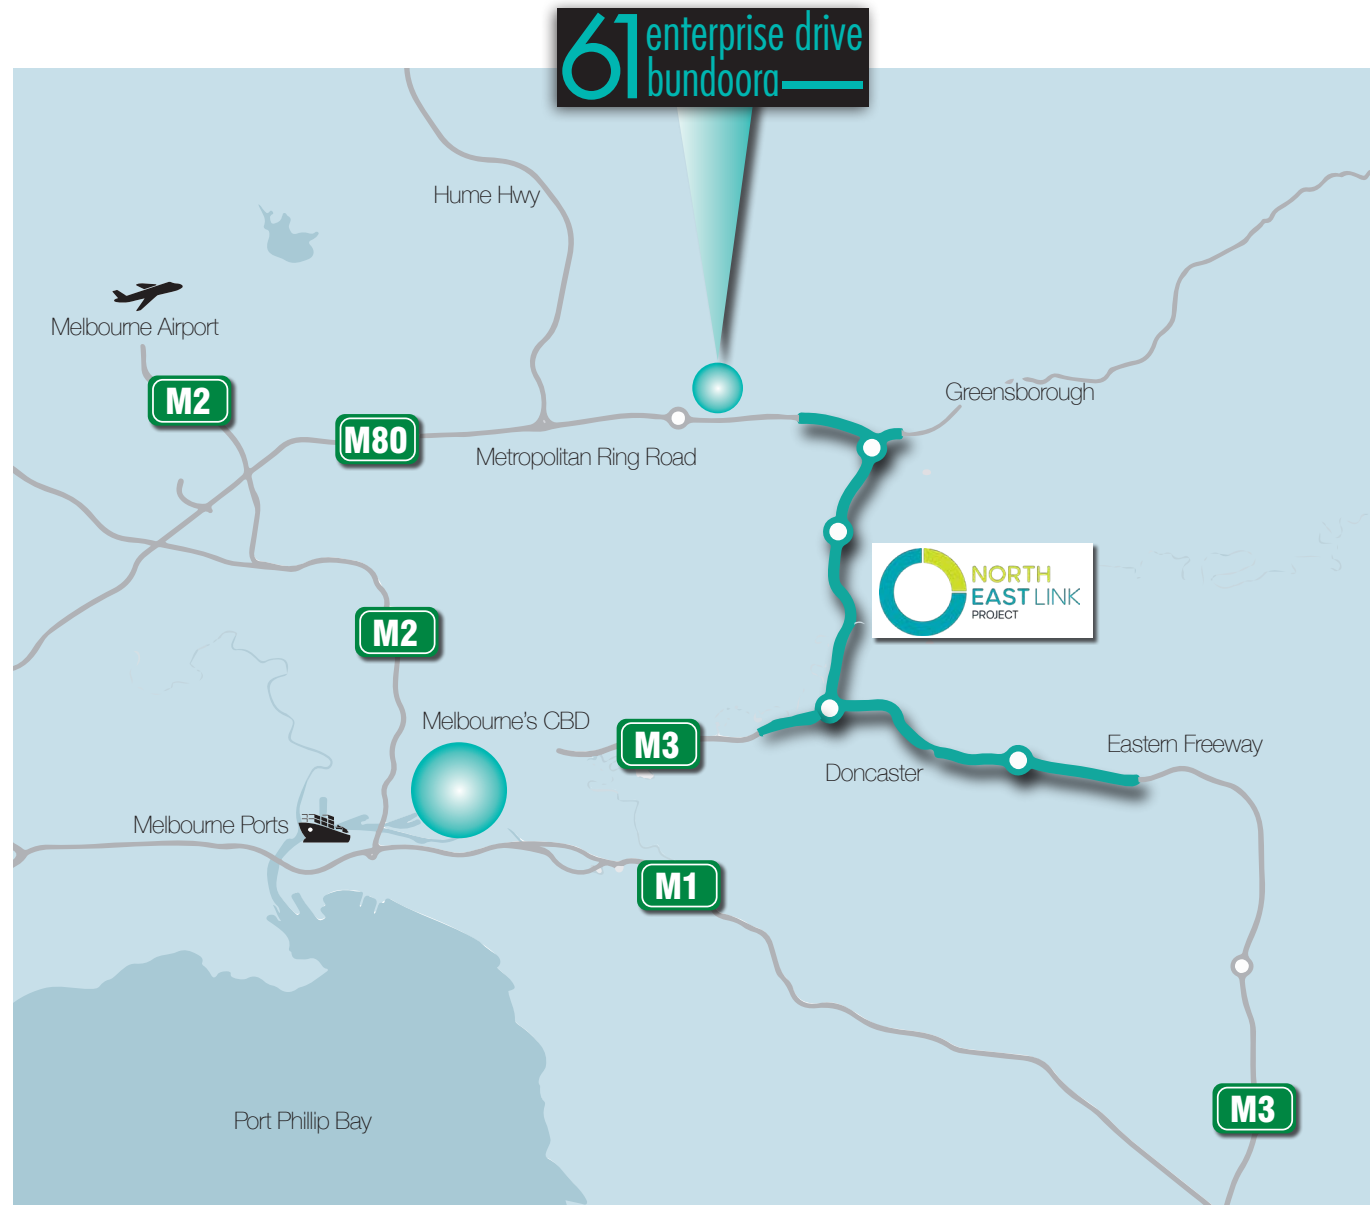 61 enterprise drive
bundoora
Hume Hwy
Melbourne Airport
M2
Greensborough
M80
Metropolitan Ring Road
NORTH
EAST LINK
PROJECT
M2
Melbourne's CBD
M3
Eastern Freeway
Doncaster
Melbourne Ports
M1
M3
Port Phillip Bay